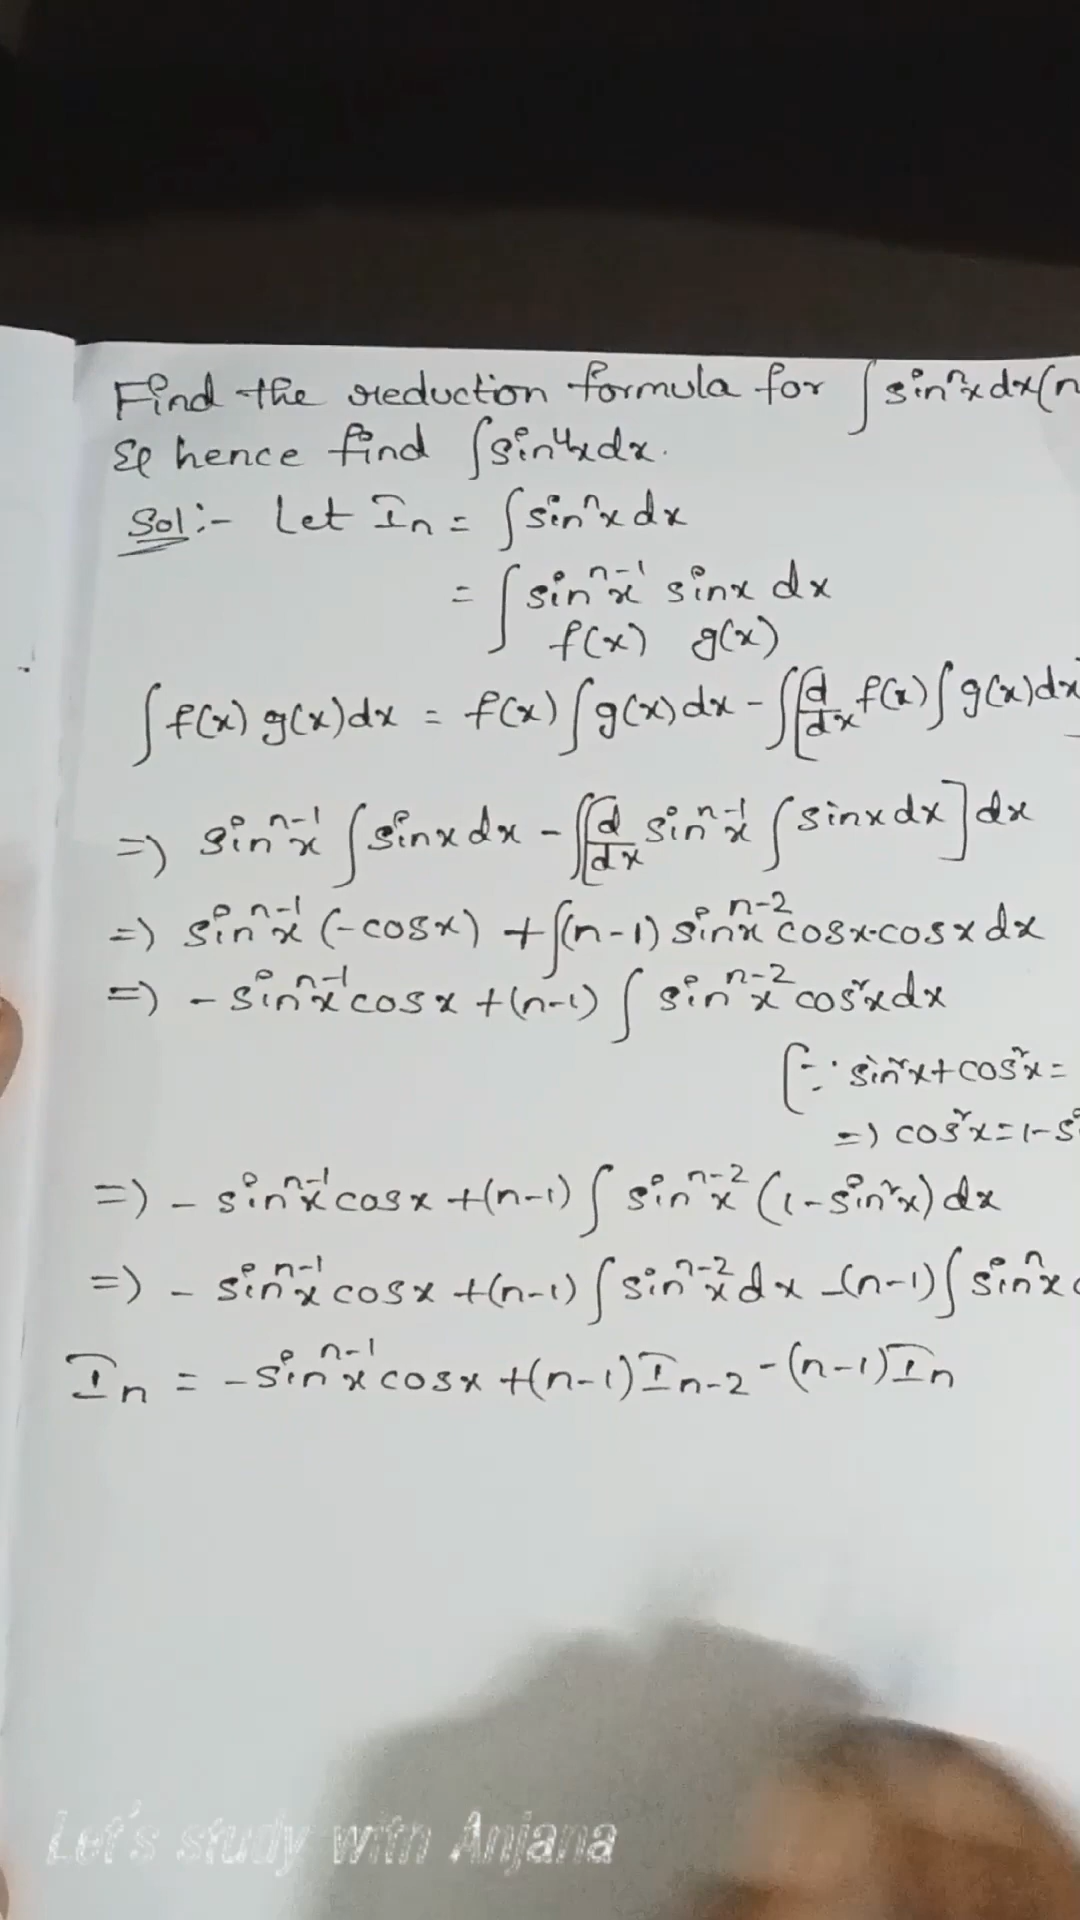 Find the reduction formula for ∫sinⁿx dx (n
& hence find ∫sin⁴x dx.
Sol:- Let Iₙ = ∫sinⁿx dx
= ∫sinⁿ⁻¹x sinx dx
f(x) g(x)
∫f(x) g(x)dx = f(x)∫g(x)dx - ∫[d/dx f(x)∫g(x)dx
=) sinⁿ⁻¹x ∫sinx dx - ∫[d/dx sinⁿ⁻¹x ∫sinx dx]dx
=) sinⁿ⁻¹x (-cosx) + ∫(n-1) sinⁿ⁻²x cosx·cosx dx
=) -sinⁿ⁻¹x cosx +(n-1) ∫ sinⁿ⁻²x cos²x dx
[∵ sin²x + cos²x =
=) cos²x = 1-s
=) - sinⁿ⁻¹x cosx +(n-1) ∫ sinⁿ⁻²x (1-sin²x) dx
=) - sinⁿ⁻¹x cosx +(n-1) ∫sinⁿ⁻²x dx -(n-1)∫sinⁿx
Iₙ = -sinⁿ⁻¹x cosx +(n-1)Iₙ₋₂ -(n-1)Iₙ
Let's study with Anjana